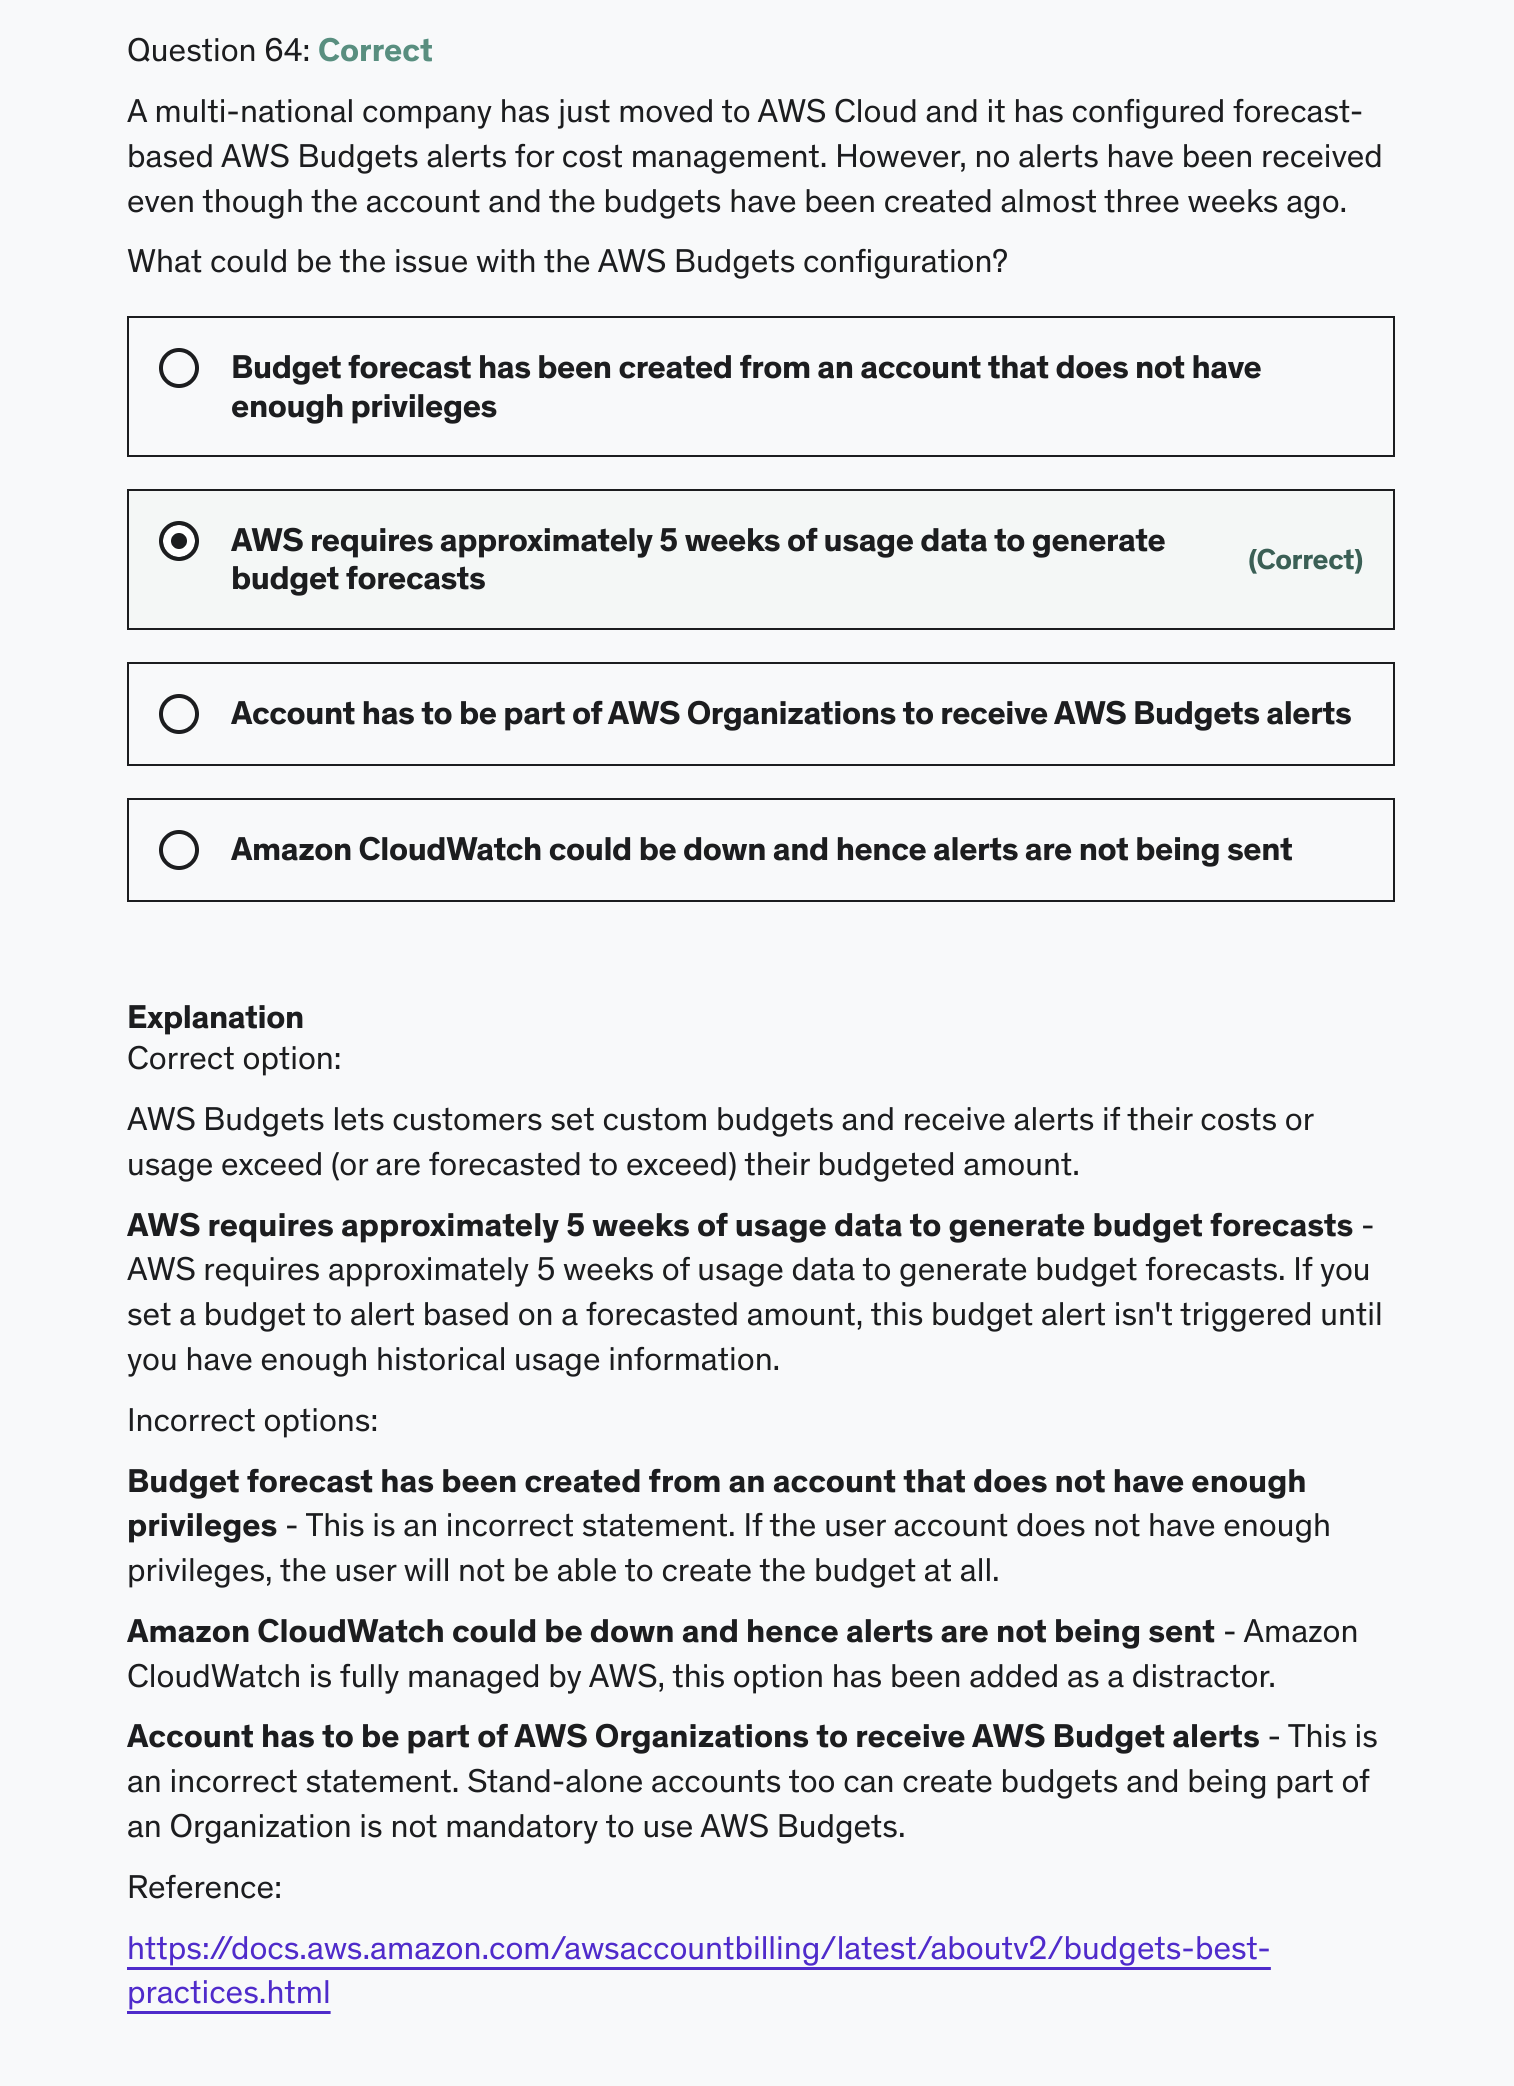 Question 64: Correct
A multi-national company has just moved to AWS Cloud and it has configured forecast-
based AWS Budgets alerts for cost management. However, no alerts have been received
even though the account and the budgets have been created almost three weeks ago.
What could be the issue with the AWS Budgets configuration?
Budget forecast has been created from an account that does not have
enough privileges
AWS requires approximately 5 weeks of usage data to generate
budget forecasts
(Correct)
Account has to be part of AWS Organizations to receive AWS Budgets alerts
Amazon CloudWatch could be down and hence alerts are not being sent
Explanation
Correct option:
AWS Budgets lets customers set custom budgets and receive alerts if their costs or
usage exceed (or are forecasted to exceed) their budgeted amount.
AWS requires approximately 5 weeks of usage data to generate budget forecasts -
AWS requires approximately 5 weeks of usage data to generate budget forecasts. If you
set a budget to alert based on a forecasted amount, this budget alert isn't triggered until
you have enough historical usage information.
Incorrect options:
Budget forecast has been created from an account that does not have enough
privileges - This is an incorrect statement. If the user account does not have enough
privileges, the user will not be able to create the budget at all.
Amazon CloudWatch could be down and hence alerts are not being sent - Amazon
CloudWatch is fully managed by AWS, this option has been added as a distractor.
Account has to be part of AWS Organizations to receive AWS Budget alerts - This is
an incorrect statement. Stand-alone accounts too can create budgets and being part of
an Organization is not mandatory to use AWS Budgets.
Reference:
https://docs.aws.amazon.com/awsaccountbilling/latest/aboutv2/budgets-best-
practices.html